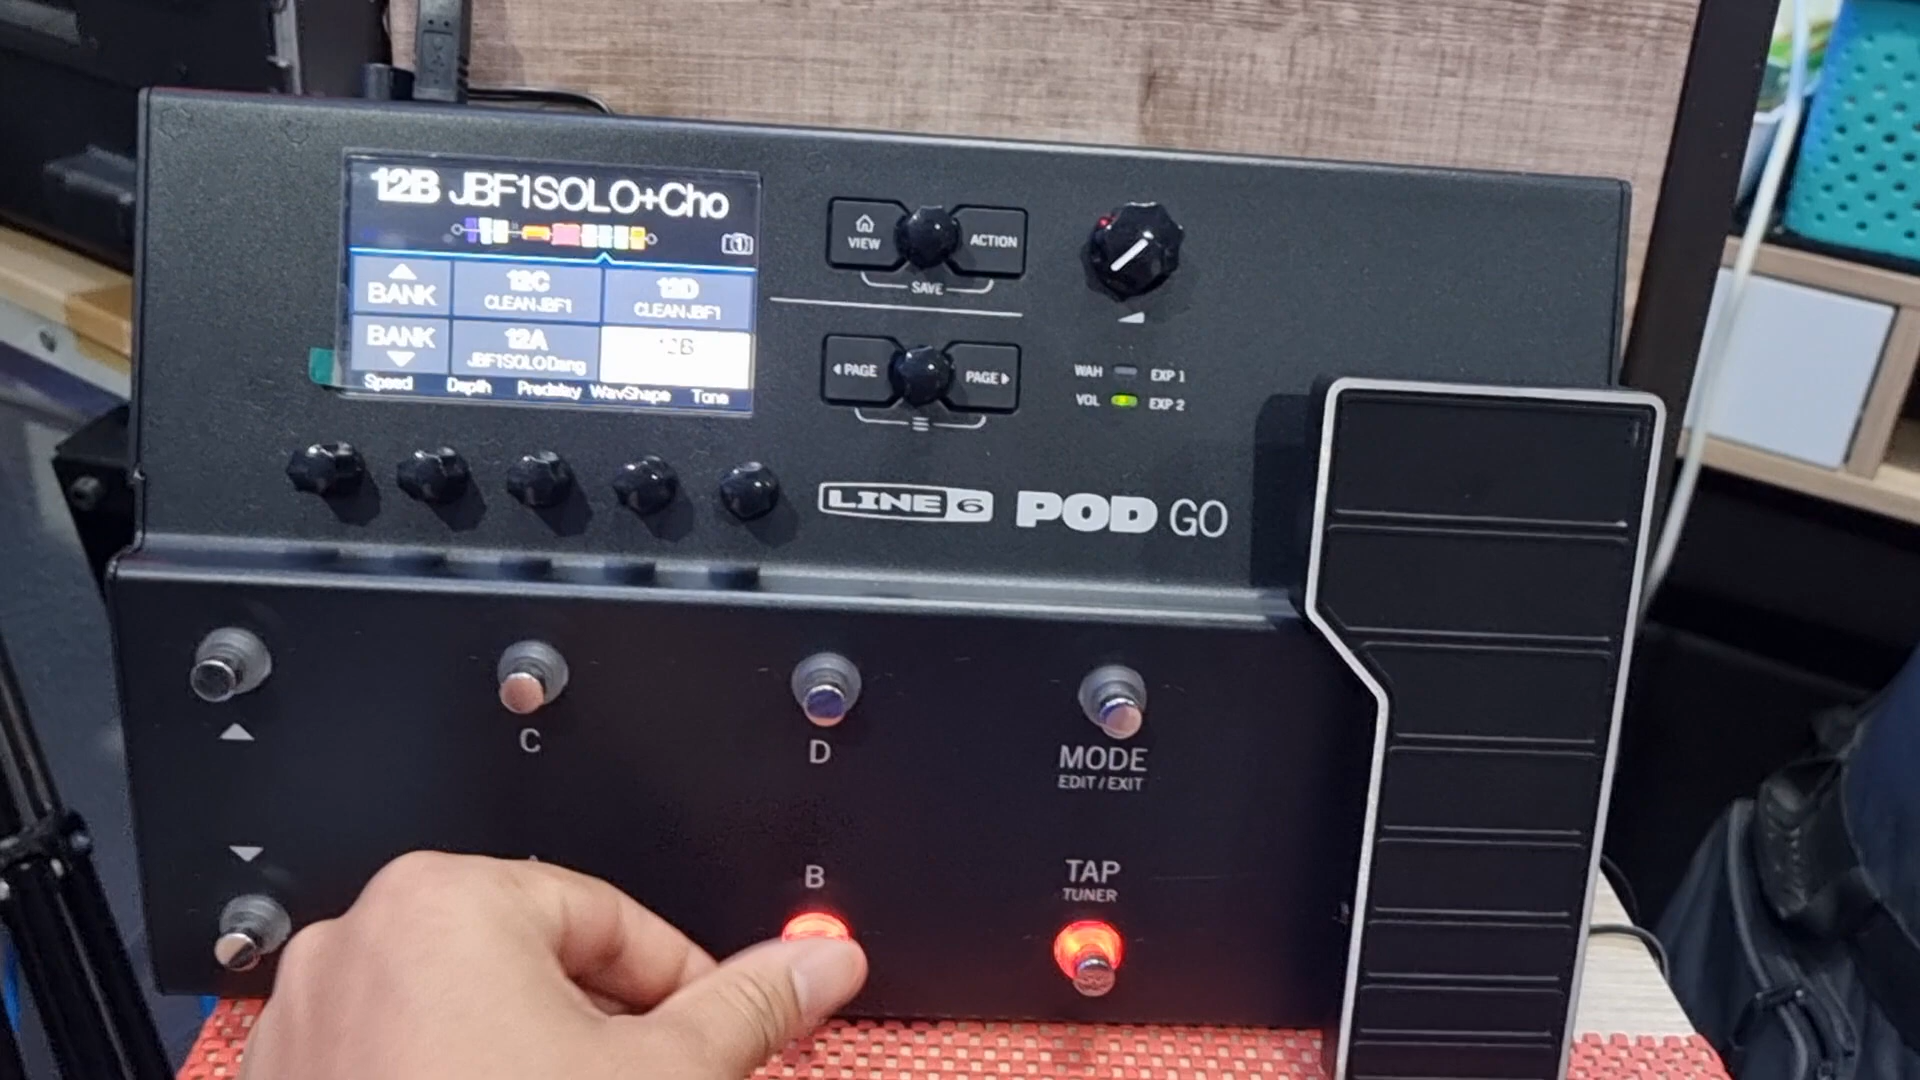 12B JBF1SOLO+Cho
BANK
12C
CLEANJBF1
12D
CLEANJBF1
BANK
12A
JBF1SOLODang
12B
Speed Depth Predelay WavShape Tone
VIEW
ACTION
SAVE
PAGE
PAGE
WAH EXP 1
VOL EXP 2
LINE 6 POD GO
C
D
MODE
EDIT/EXIT
B
TAP
TUNER